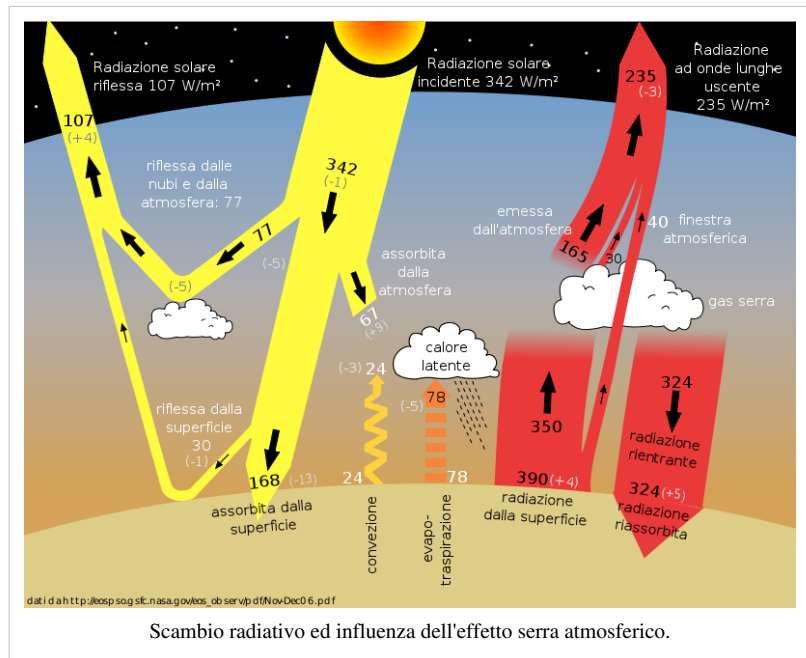 Radiazione solare
riflessa 107 W/m²
Radiazione solare
incidente 342 W/m²
Radiazione
ad onde lunghe
uscente
235 W/m²
235
(-3)
107
(+4)
riflessa dalle
nubi e dalla
atmosfera: 77
342
(-1)
77
(-5)
(-5)
assorbita
dalla
atmosfera
67
(+9)
emessa
dall'atmosfera
165
30
40
finestra
atmosferica
gas serra
riflessa dalla
superficie
30
(-1)
168
(-13)
assorbita dalla
superficie
(-3) 24
24
convezione
calore
latente
(-5)
78
78
evapo-
traspirazione
350
390 (+4)
radiazione
dalla superficie
324
radiazione
rientrante
324 (+5)
radiazione
riassorbita
dati da http://eospso.gsfc.nasa.gov/eos_observ/pdf/Nov-Dec06.pdf
Scambio radiativo ed influenza dell'effetto serra atmosferico.